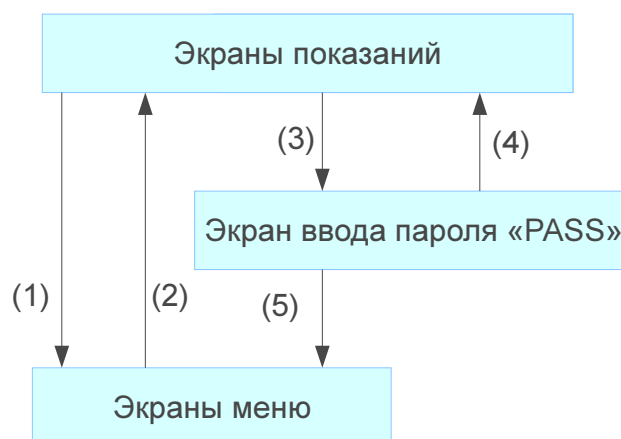 Экраны показаний
(3)
(4)
Экран ввода пароля «PASS»
(1)
(2)
(5)
Экраны меню